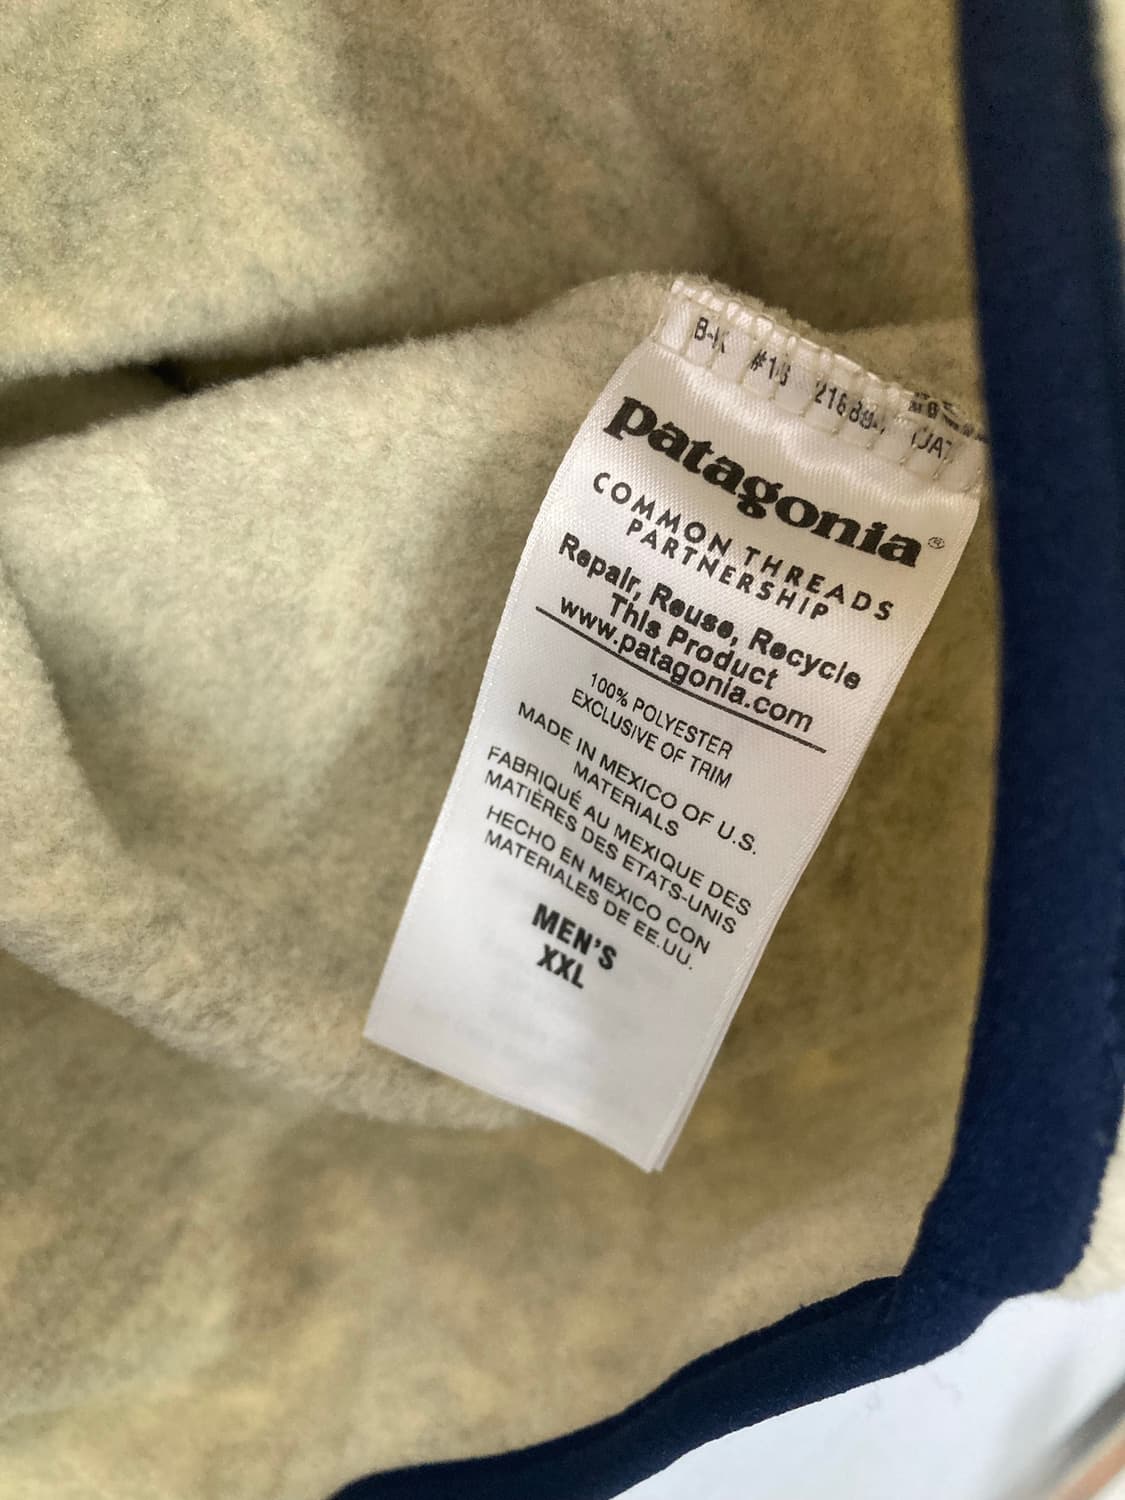 patagonia®
COMMON THREADS
PARTNERSHIP
Repair, Reuse, Recycle
This Product
www.patagonia.com
100% POLYESTER
EXCLUSIVE OF TRIM
MADE IN MEXICO OF U.S.
MATERIALS
FABRIQUÉ AU MEXIQUE DES
MATIÈRES DES ETATS-UNIS
HECHO EN MEXICO CON
MATERIALES DE EE.UU.
MEN'S
XXL